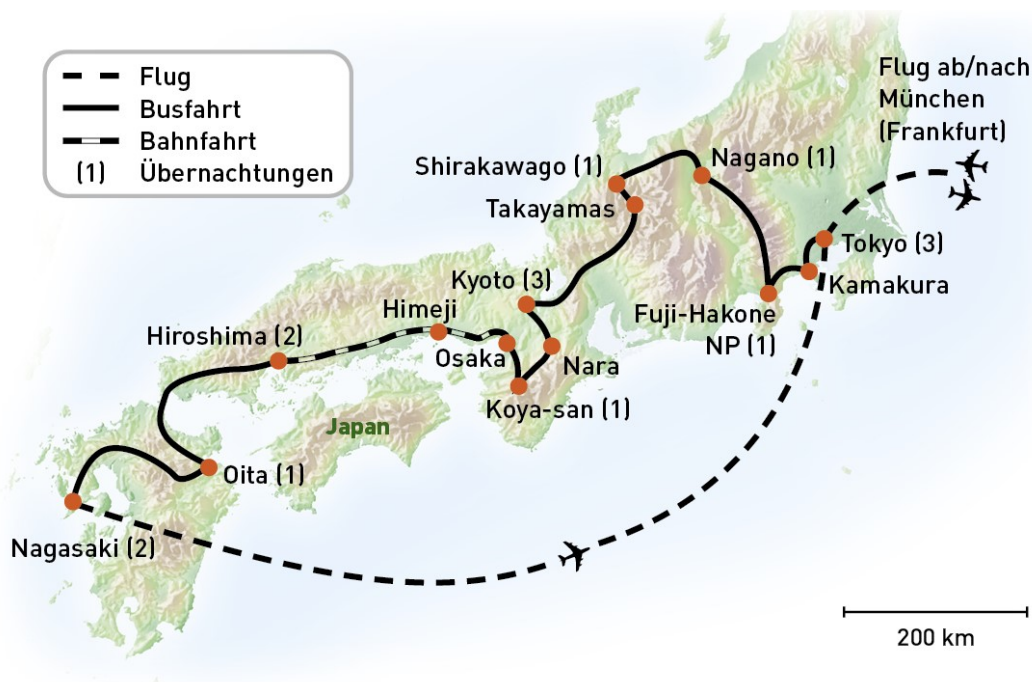 Flug
Busfahrt
Bahnfahrt
(1) Übernachtungen
Flug ab/nach
München
(Frankfurt)
Shirakawago (1)
Nagano (1)
Takayamas
Tokyo (3)
Kamakura
Kyoto (3)
Himeji
Fuji-Hakone
NP (1)
Hiroshima (2)
Osaka
Nara
Koya-san (1)
Japan
Oita (1)
Nagasaki (2)
200 km